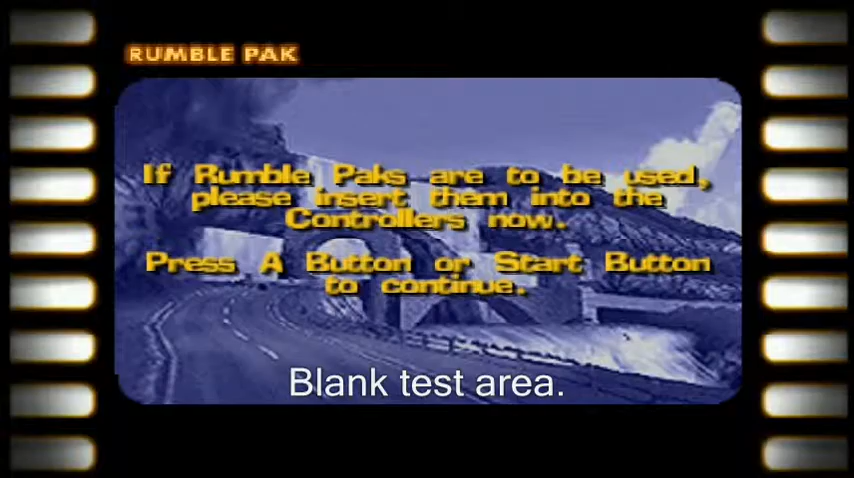 RUMBLE PAK
If Rumble Paks are to be used,
please insert them into the
Controllers now.
Press A Button or Start Button
to continue.
Blank test area.